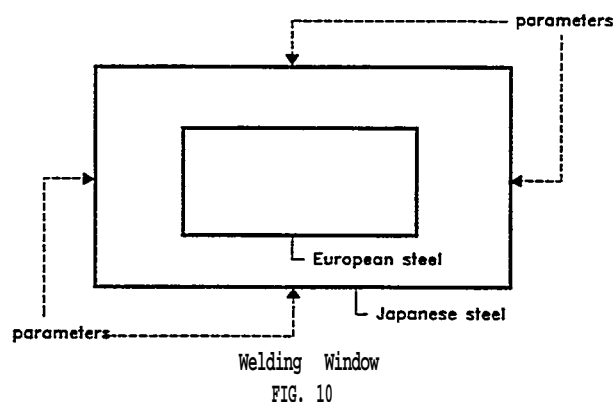 parameters
European steel
Japanese steel
parameters
Welding Window
FIG. 10